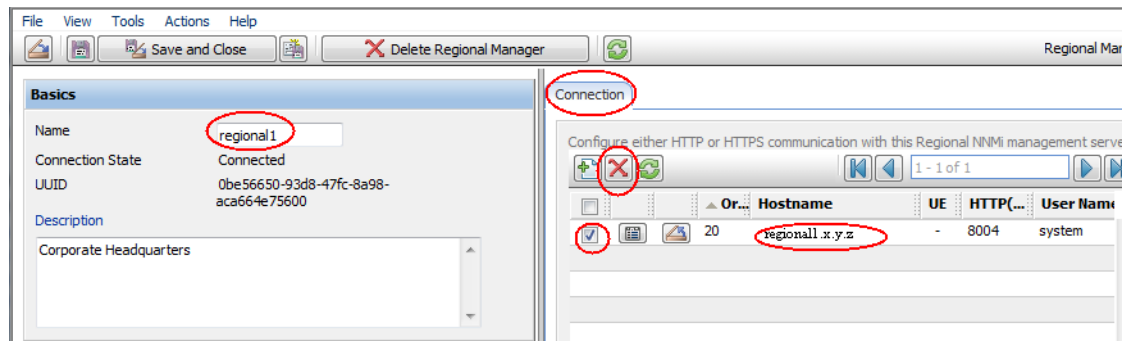 File View Tools Actions Help
Save and Close Delete Regional Manager Regional Mar
Basics
Name regional1
Connection State Connected
UUID 0be56650-93d8-47fc-8a98-
aca664e75600
Description
Corporate Headquarters
Connection
Configure either HTTP or HTTPS communication with this Regional NNMi management serve
1 - 1 of 1
Or... Hostname UE HTTP(... User Name
20 regionall.x.y.z - 8004 system